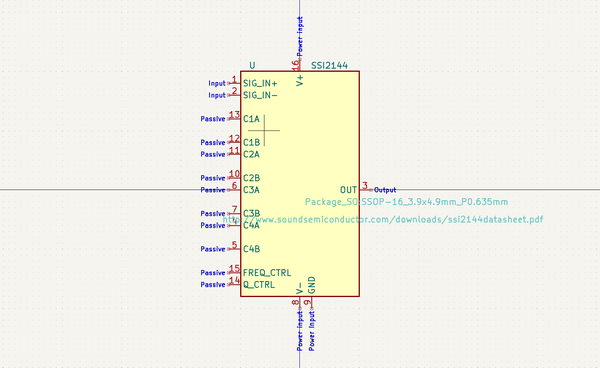 Power input
16
V+
U SSI2144
Input 1 SIG_IN+
Input 2 SIG_IN-
Passive 13 C1A
Passive 12 C1B
Passive 11 C2A
Passive 10 C2B
Passive 6 C3A
OUT 3 Output
Package_SO:SSOP-16_3.9x4.9mm_P0.635mm
Passive 7 C3B
http://www.soundsemiconductor.com/downloads/ssi2144datasheet.pdf
Passive C4A
Passive 5 C4B
Passive 15 FREQ_CTRL
Passive 14 Q_CTRL
V- GND
8 9
Power input Power input